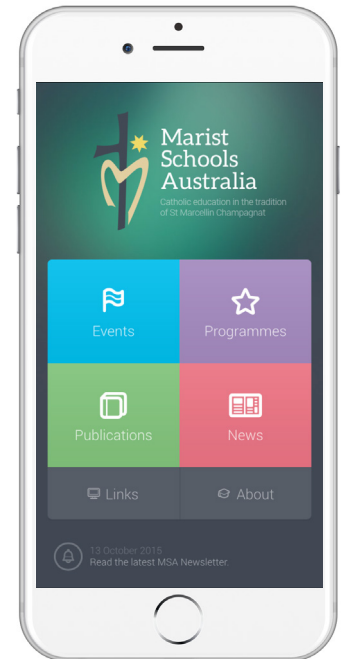 Marist
Schools
Australia
Catholic education in the tradition
of St Marcellin Champagnat
Events
Programmes
Publications
News
Links
About
13 October 2015
Read the latest MSA Newsletter.